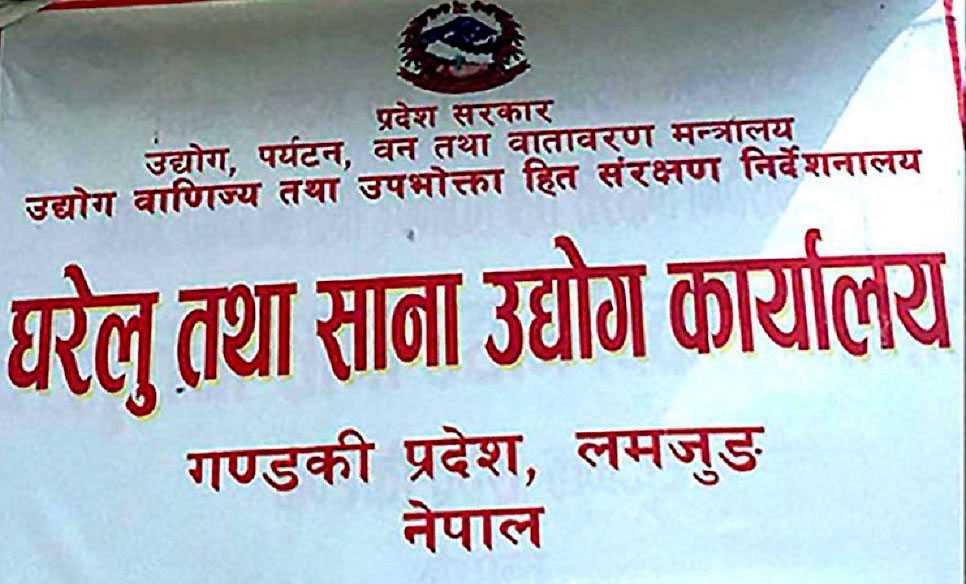 प्रदेश सरकार
उद्योग, पर्यटन, वन तथा वातावरण मन्त्रालय
उद्योग वाणिज्य तथा उपभोक्ता हित संरक्षण निर्देशनालय
घरेलु तथा साना उद्योग कार्यालय
गण्डकी प्रदेश, लमजुङ
नेपाल